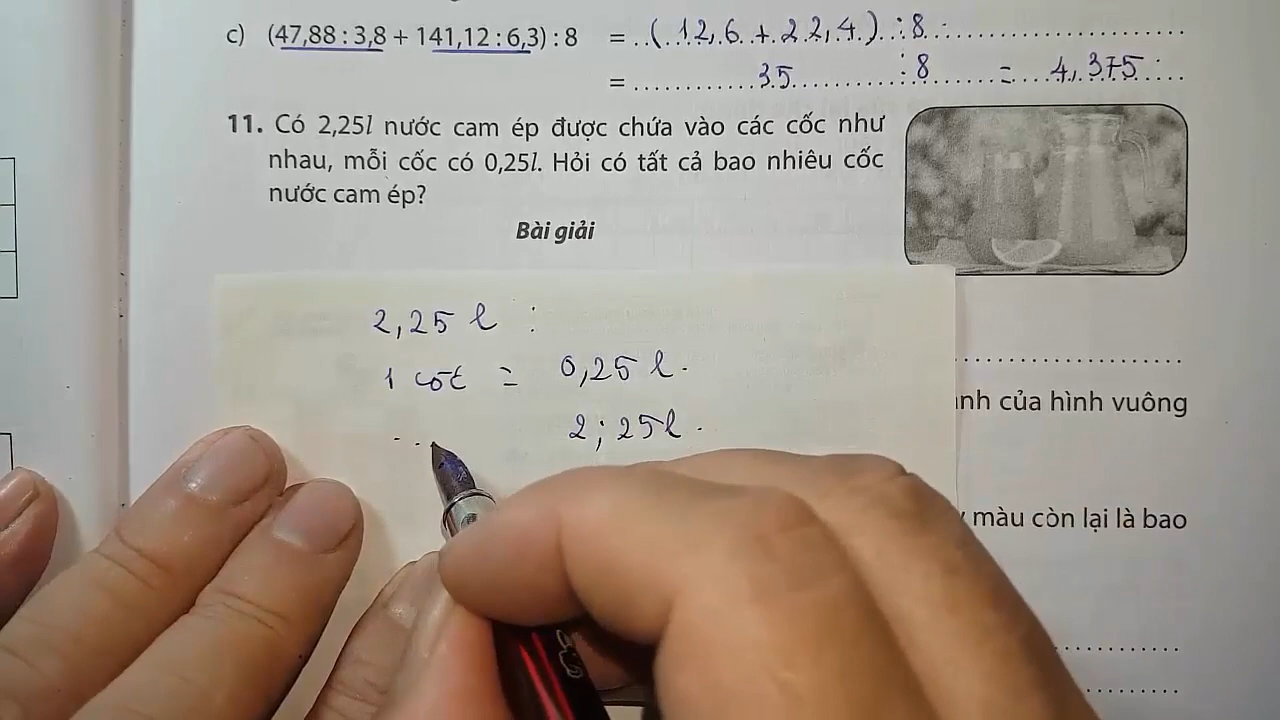 c) (47,88 : 3,8 + 141,12 : 6,3) : 8 = (12,6 + 22,4) : 8
= 35 : 8 = 4,375
11. Có 2,25l nước cam ép được chứa vào các cốc như
nhau, mỗi cốc có 0,25l. Hỏi có tất cả bao nhiêu cốc
nước cam ép?
Bài giải
2,25 l :
1 cốt = 0,25 l.
... 2,25l.
ạnh của hình vuông
màu còn lại là bao